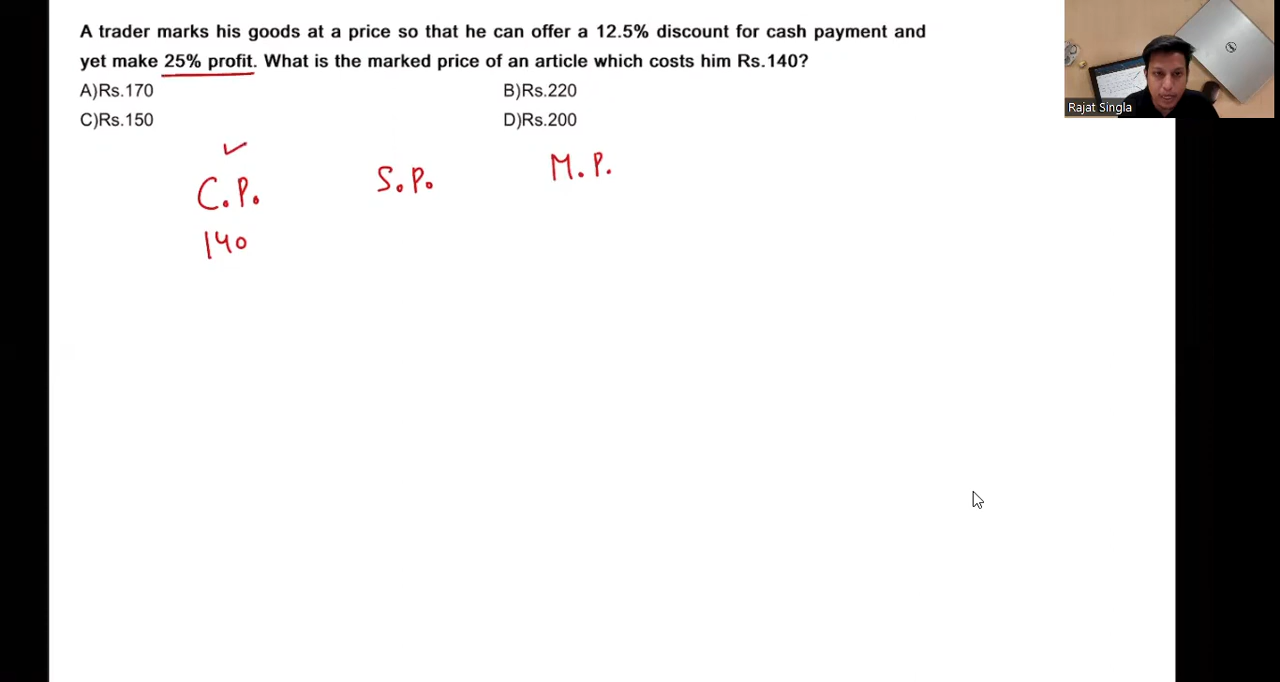 A trader marks his goods at a price so that he can offer a 12.5% discount for cash payment and
yet make 25% profit. What is the marked price of an article which costs him Rs.140?
A)Rs.170 B)Rs.220
C)Rs.150 D)Rs.200
C.P. S.P. M.P.
140
Rajat Singla